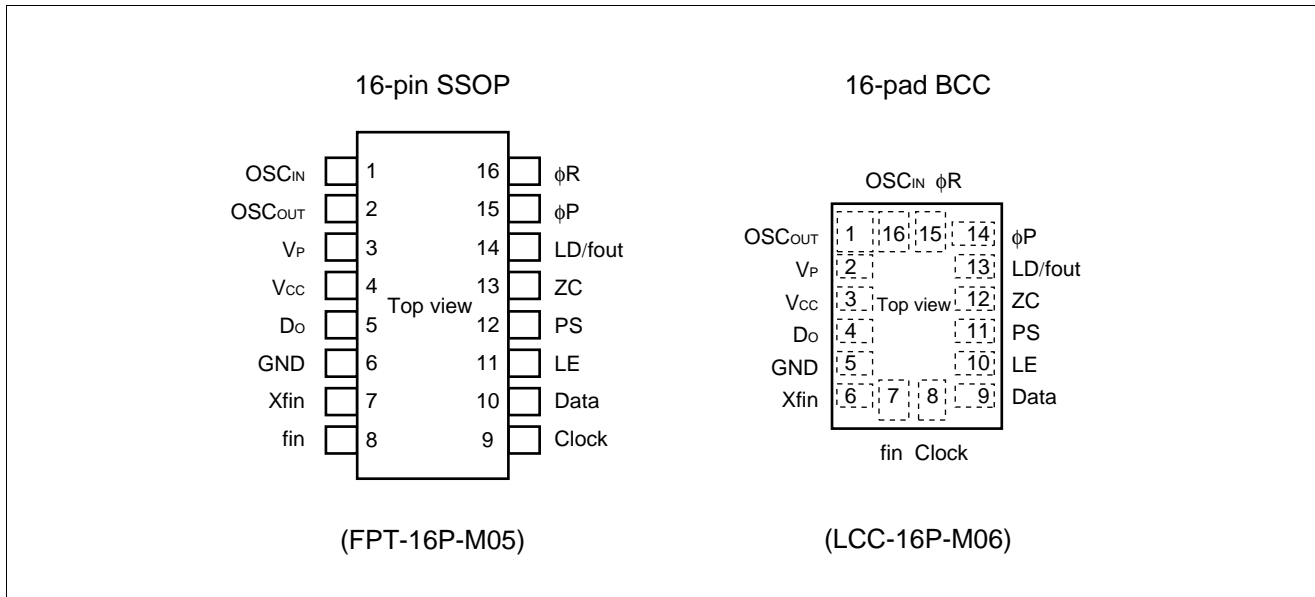 16-pin SSOP
OSCIN 1 16 ϕR
OSCOUT 2 15 ϕP
VP 3 14 LD/fout
VCC 4 13 ZC
Top view
DO 5 12 PS
GND 6 11 LE
Xfin 7 10 Data
fin 8 9 Clock
(FPT-16P-M05)
16-pad BCC
OSCIN ϕR
OSCOUT 1 16 15 14 ϕP
VP 2 13 LD/fout
VCC 3 Top view 12 ZC
DO 4 11 PS
GND 5 10 LE
Xfin 6 7 8 9 Data
fin Clock
(LCC-16P-M06)